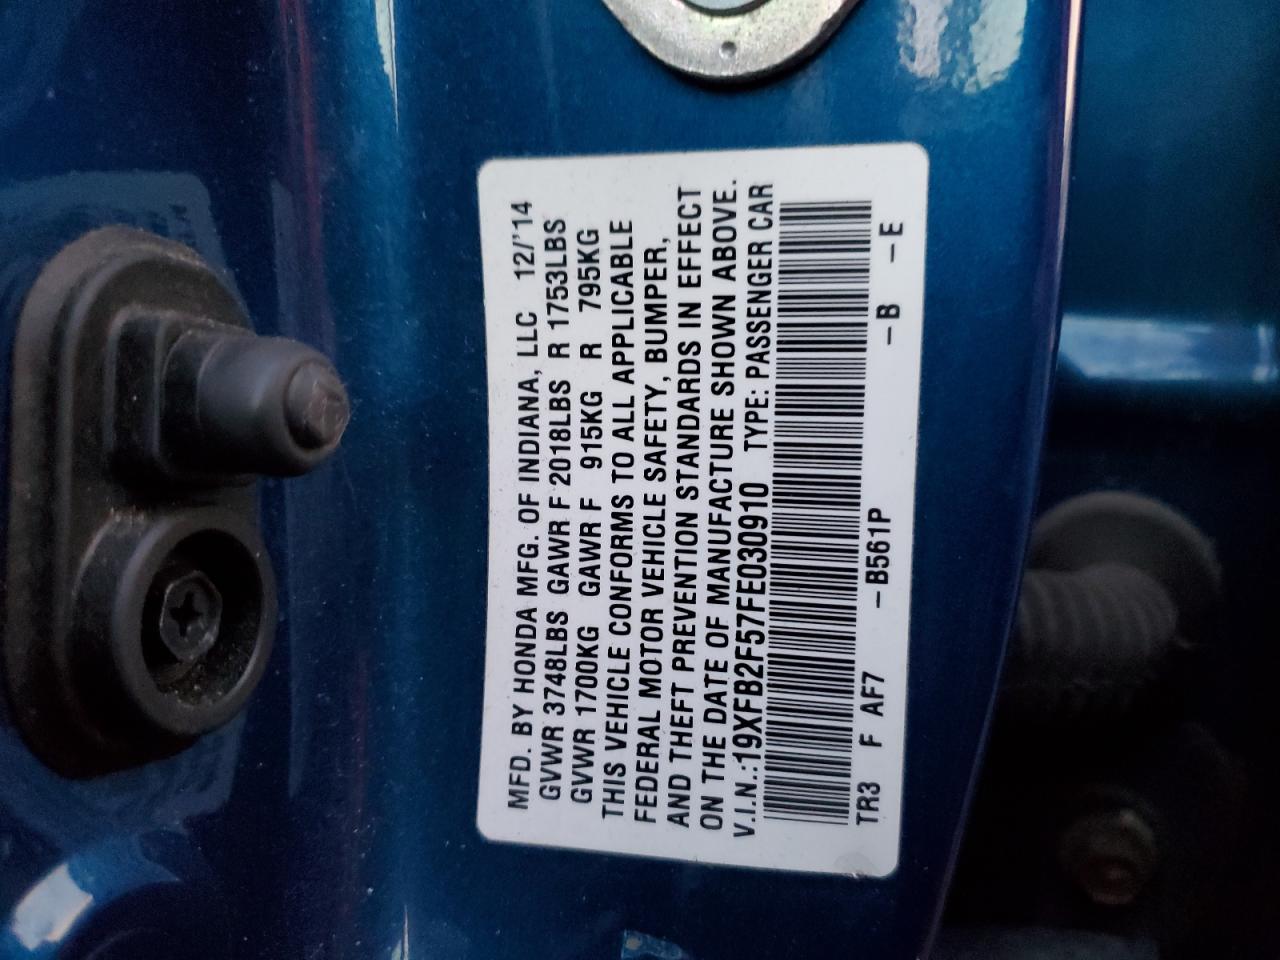 MFD. BY HONDA MFG. OF INDIANA, LLC 12/'14
GVWR 3748LBS GAWR F 2018LBS R 1753LBS
GVWR 1700KG GAWR F 915KG R 795KG
THIS VEHICLE CONFORMS TO ALL APPLICABLE
FEDERAL MOTOR VEHICLE SAFETY, BUMPER,
AND THEFT PREVENTION STANDARDS IN EFFECT
ON THE DATE OF MANUFACTURE SHOWN ABOVE.
V.I.N.:19XFB2F57FE030910 TYPE: PASSENGER CAR
TR3 F AF7 –B561P –B –E